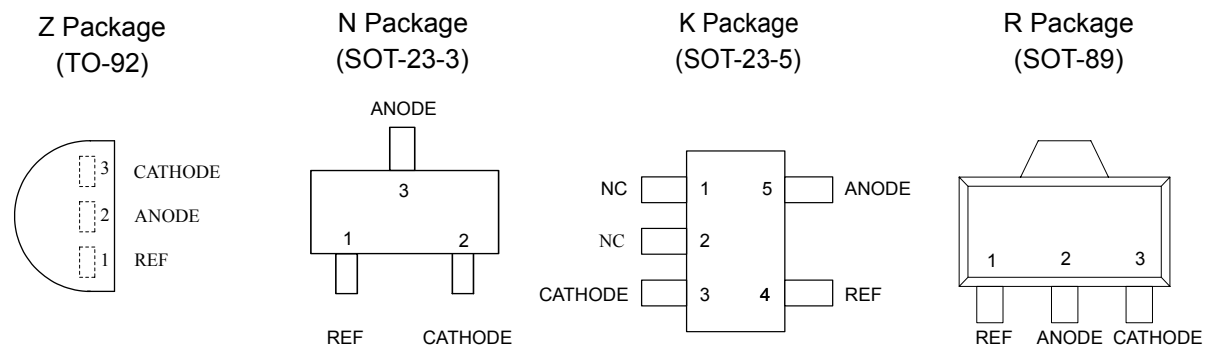 Z Package
(TO-92)
3 CATHODE
2 ANODE
1 REF
N Package
(SOT-23-3)
ANODE
3
1 2
REF CATHODE
K Package
(SOT-23-5)
NC 1 5 ANODE
NC 2
CATHODE 3 4 REF
R Package
(SOT-89)
1 2 3
REF ANODE CATHODE